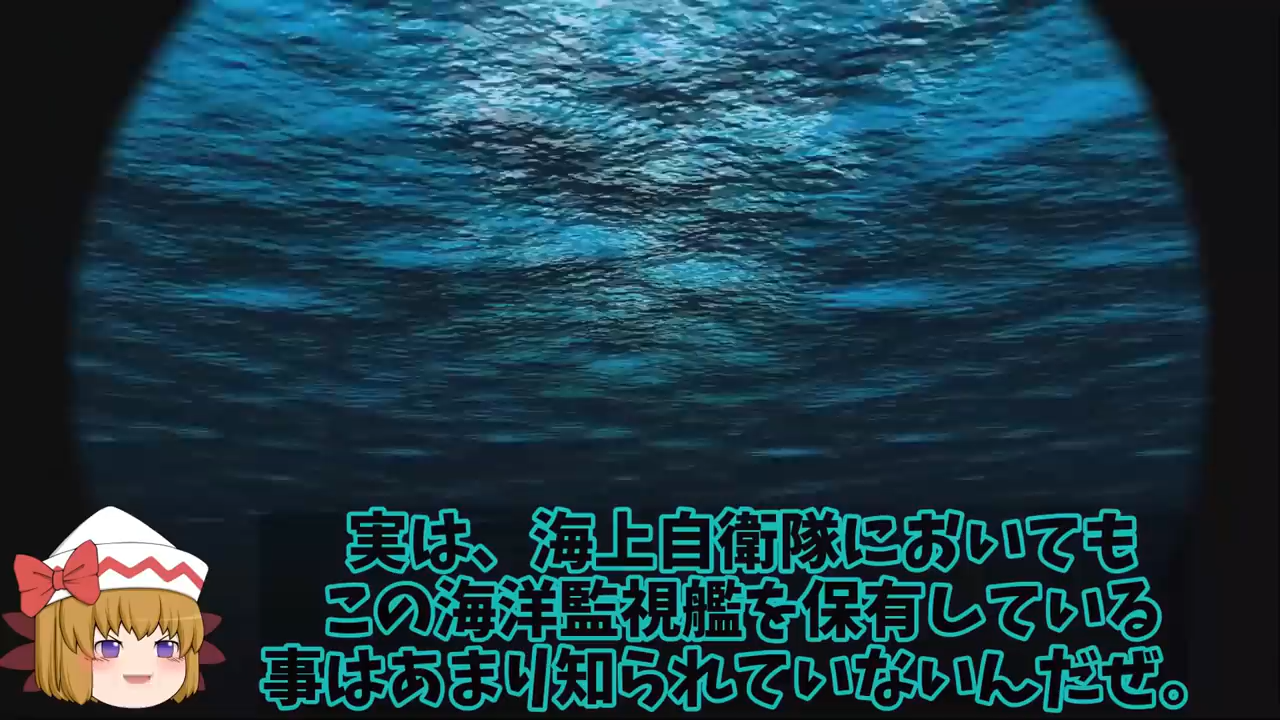 実は、海上自衛隊においても
この海洋監視艦を保有している
事はあまり知られていないんだぜ。